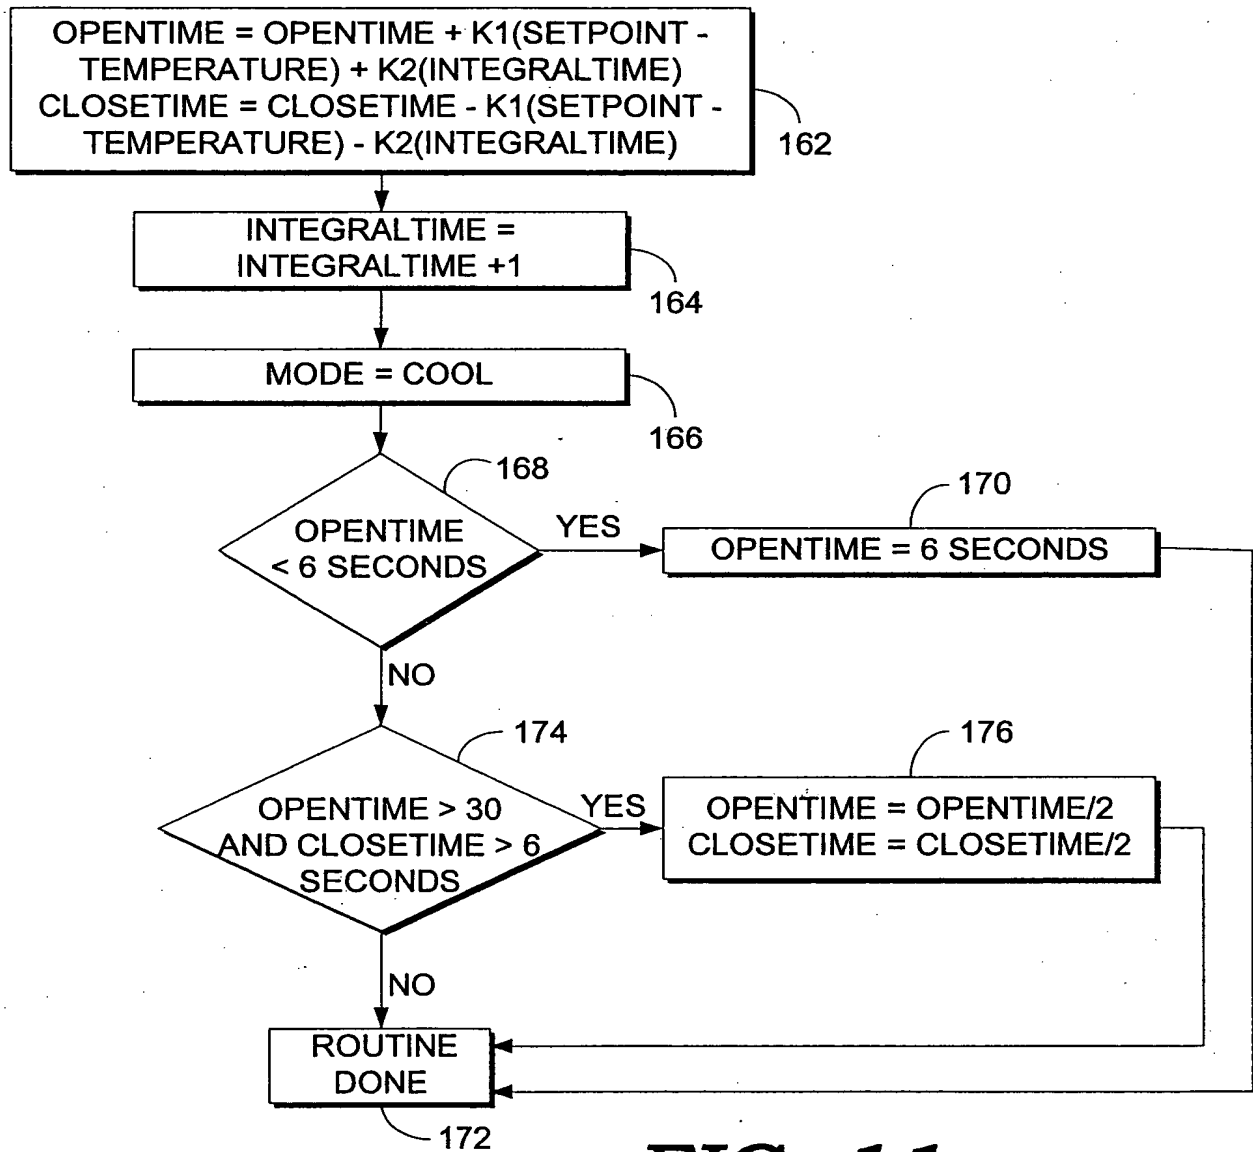 OPENTIME = OPENTIME + K1(SETPOINT -
TEMPERATURE) + K2(INTEGRALTIME)
CLOSETIME = CLOSETIME - K1(SETPOINT -
TEMPERATURE) - K2(INTEGRALTIME)
162
INTEGRALTIME =
INTEGRALTIME +1
164
MODE = COOL
166
168
OPENTIME
< 6 SECONDS
YES
170
OPENTIME = 6 SECONDS
NO
174
OPENTIME > 30
AND CLOSETIME > 6
SECONDS
YES
176
OPENTIME = OPENTIME/2
CLOSETIME = CLOSETIME/2
NO
ROUTINE
DONE
172
FIG. 11